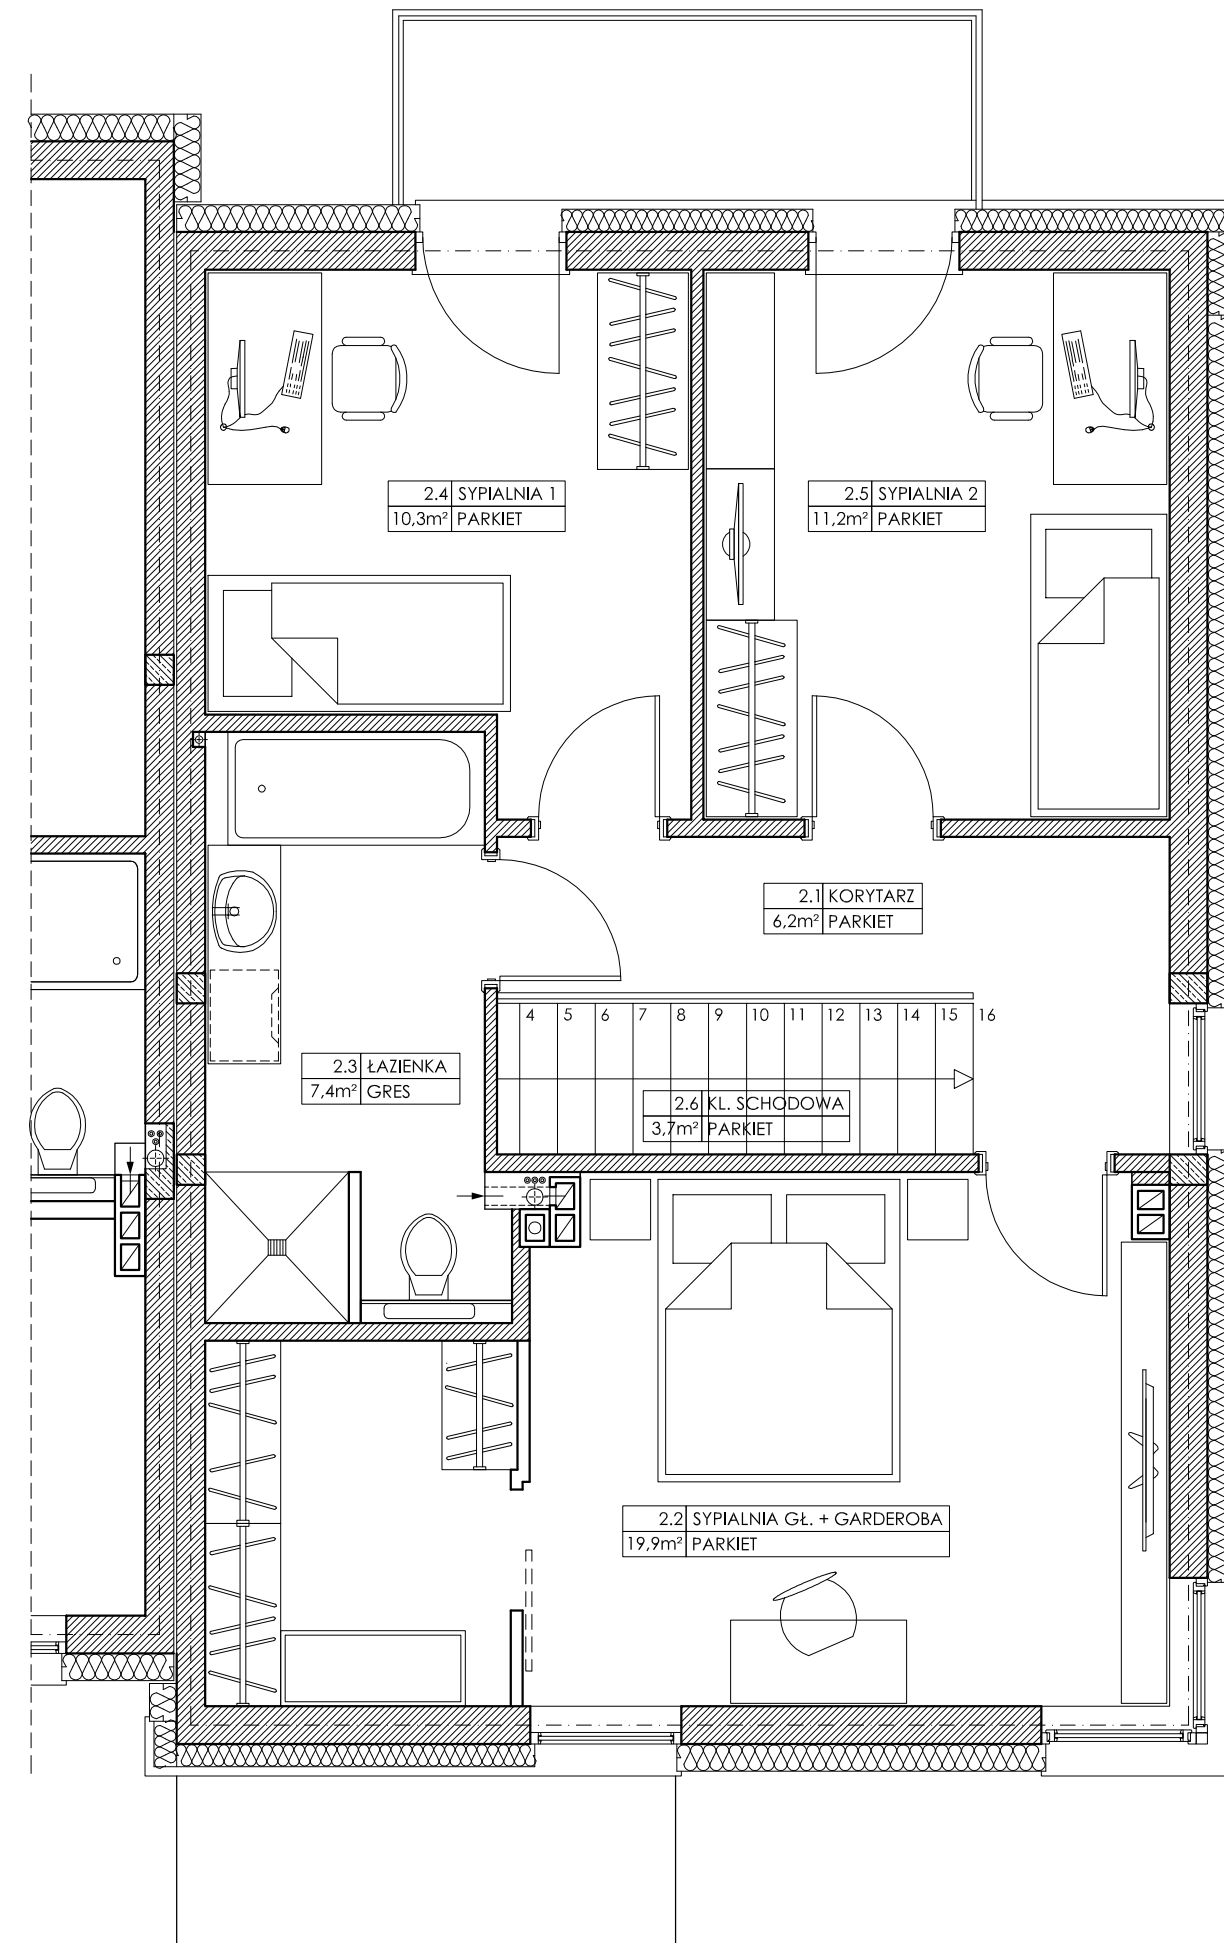 2.4 SYPIALNIA 1
10,3m² PARKIET
2.5 SYPIALNIA 2
11,2m² PARKIET
2.1 KORYTARZ
6,2m² PARKIET
4 5 6 7 8 9 10 11 12 13 14 15 16
2.3 ŁAZIENKA
7,4m² GRES
2.6 KL. SCHODOWA
3,7m² PARKIET
2.2 SYPIALNIA GŁ. + GARDEROBA
19,9m² PARKIET